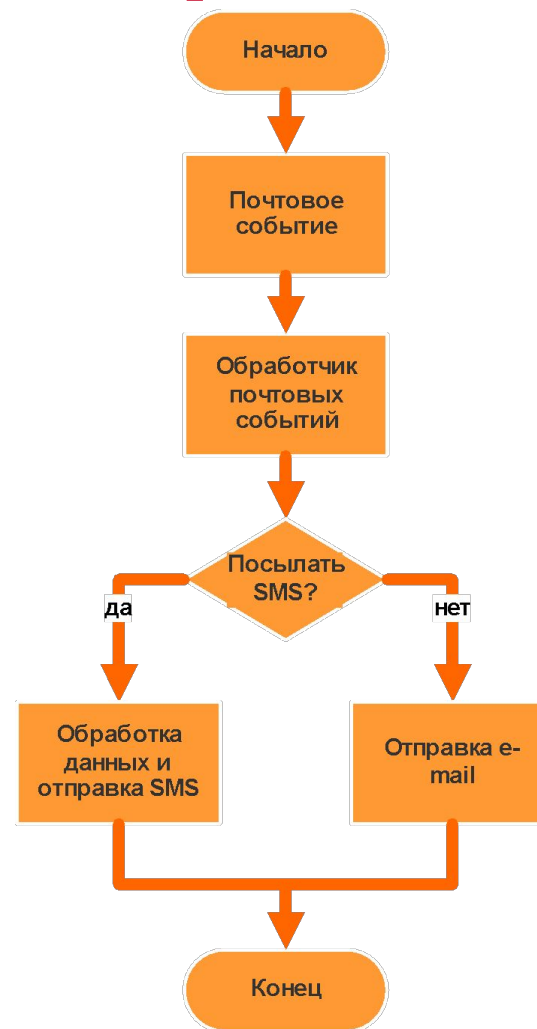 Начало
Почтовое
событие
Обработчик
почтовых
событий
Посылать
SMS?
да
нет
Обработка
данных и
отправка SMS
Отправка e-
mail
Конец